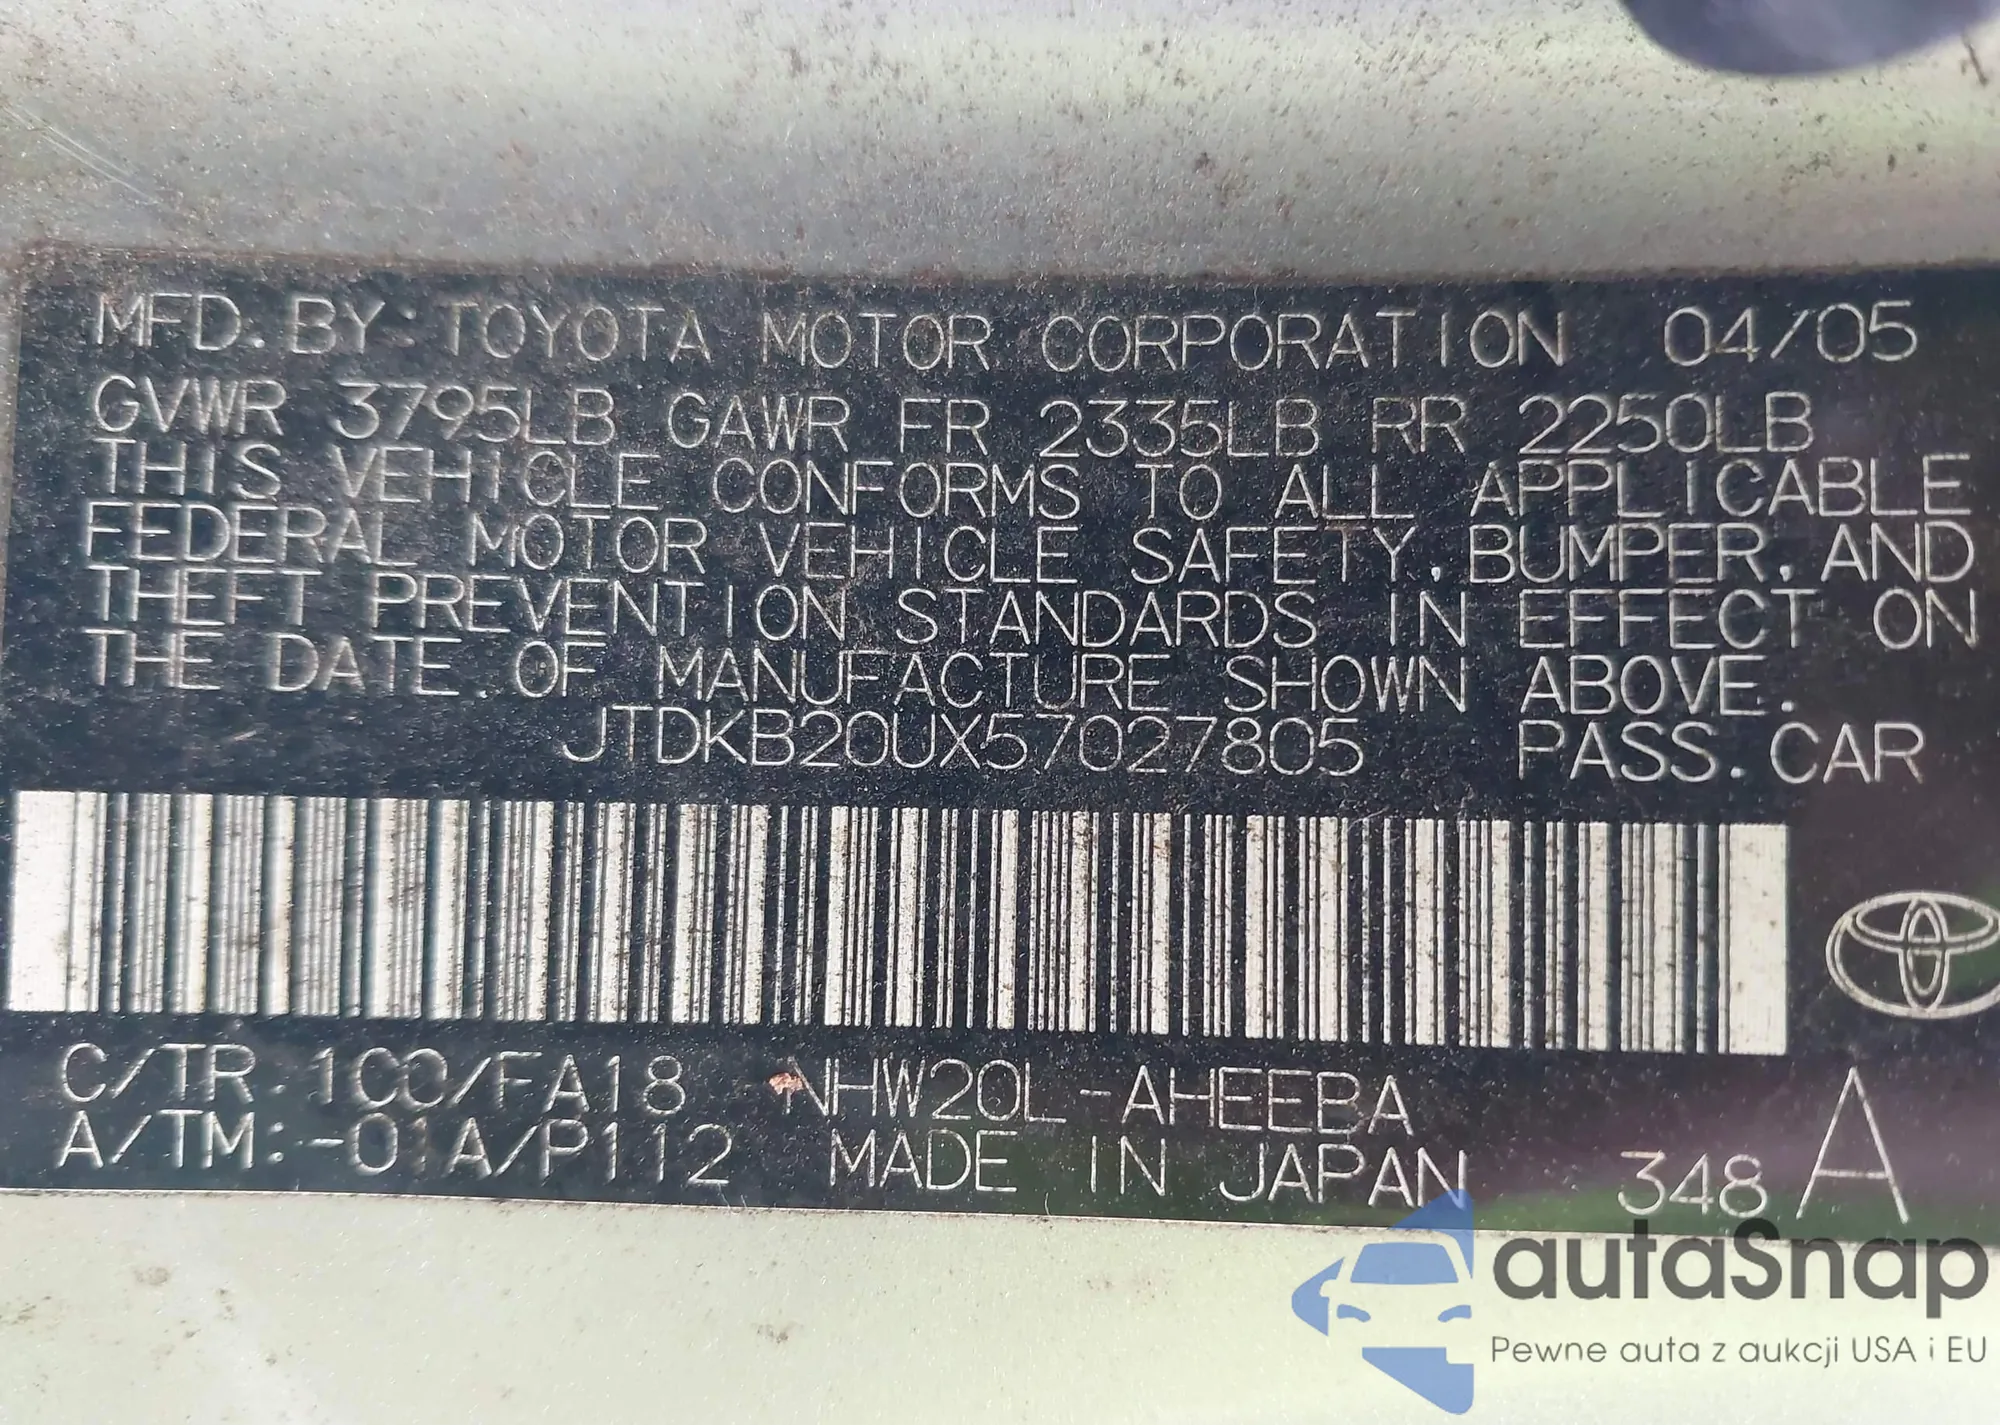 MFD. BY: TOYOTA MOTOR CORPORATION 04/05
GVWR 3795LB GAWR FR 2335LB RR 2250LB
THIS VEHICLE CONFORMS TO ALL APPLICABLE
FEDERAL MOTOR VEHICLE SAFETY, BUMPER, AND
THEFT PREVENTION STANDARDS IN EFFECT ON
THE DATE OF MANUFACTURE SHOWN ABOVE.
JTDKB20UX57027805 PASS. CAR
C/TR: 1C0/FA18 NHW20L-AHEEBA
A/TM: -01A/P112 MADE IN JAPAN 348 A
autaSnap
Pewne auta z aukcji USA i EU